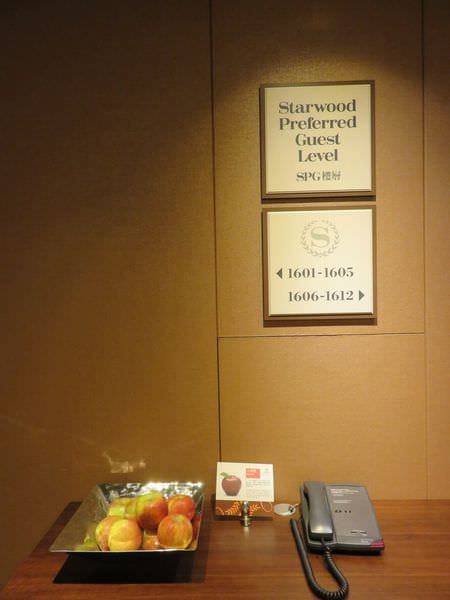 Starwood
Preferred
Guest
Level
SPG樓層
S
◀ 1601-1605
1606-1612 ▶